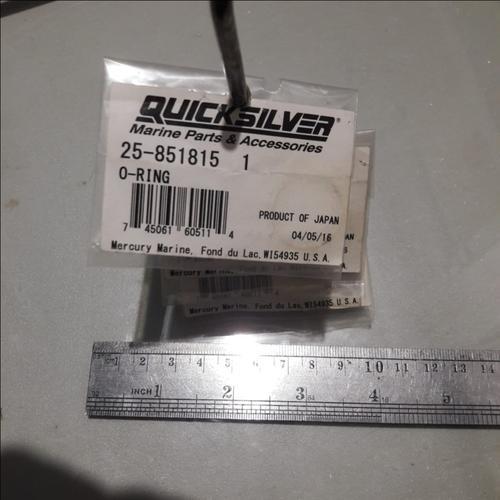 QUICKSILVER®
Marine Parts & Accessories
25-851815 1
O-RING
7 45061 60511 4
PRODUCT OF JAPAN
04/05/16
Mercury Marine, Fond du Lac, WI54935 U.S.A.
PAN
Mercury Marine, Fond du Lac, WI54935 U.S.A.
1 2 3 4 5 6 7 8 9 10 11 12 13 14
INCH 1 2 3 4 5